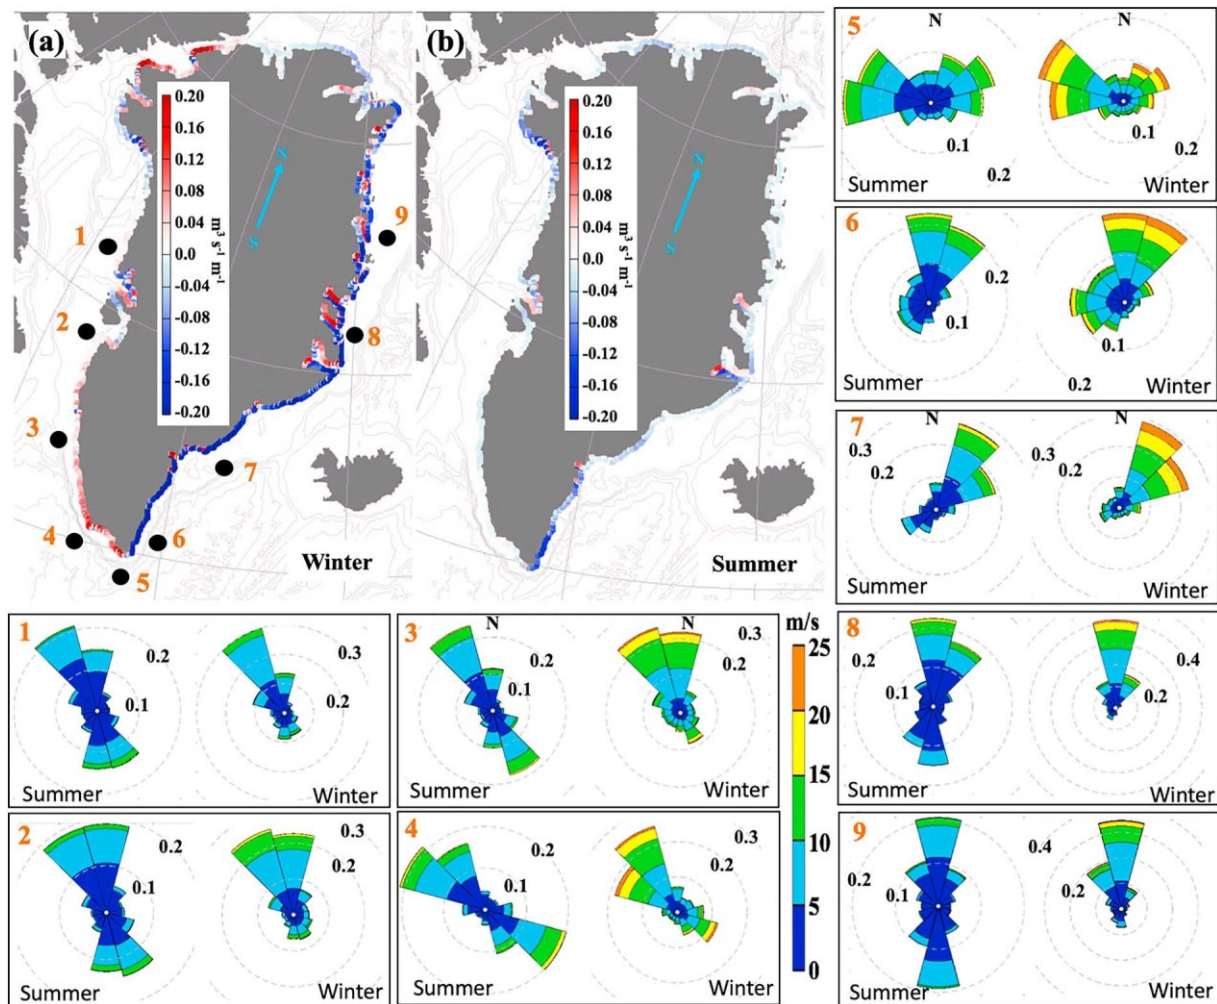 (a)
0.20
0.16
0.12
0.08
0.04
0.0
-0.04
-0.08
-0.12
-0.16
-0.20
m³ s⁻¹ m⁻¹
N
S
1
2
3
4
5
6
7
8
9
Winter
(b)
0.20
0.16
0.12
0.08
0.04
0.0
-0.04
-0.08
-0.12
-0.16
-0.20
m³ s⁻¹ m⁻¹
N
S
Summer
5
N
N
0.1
0.2
0.1
0.2
Summer
Winter
6
0.2
0.1
0.1
0.2
Summer
Winter
7
N
N
0.3
0.2
0.3
0.2
Summer
Winter
1
0.2
0.1
0.3
0.2
Summer
Winter
3
N
N
0.2
0.1
0.3
0.2
Summer
Winter
m/s
25
20
15
10
5
0
8
0.2
0.1
0.4
0.2
Summer
Winter
2
0.2
0.1
0.3
0.2
Summer
Winter
4
0.2
0.1
0.3
0.2
Summer
Winter
9
0.2
0.1
0.4
0.2
Summer
Winter